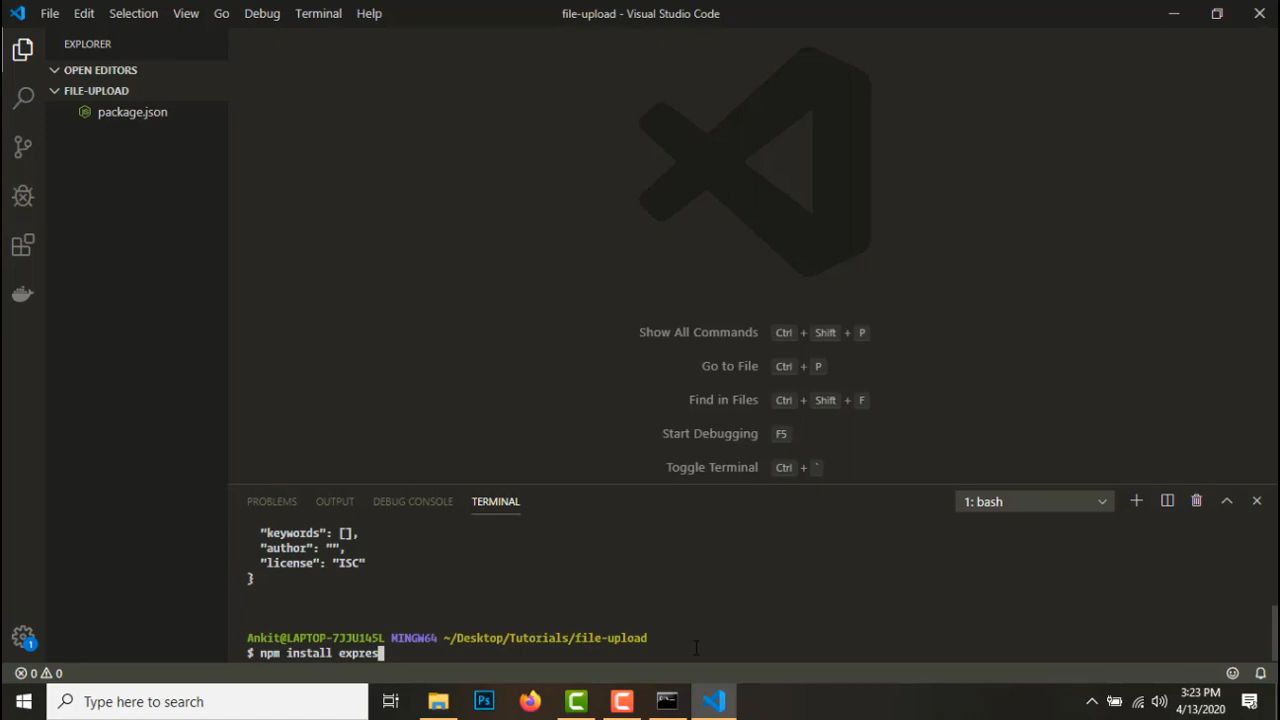 File Edit Selection View Go Debug Terminal Help
file-upload - Visual Studio Code
EXPLORER
OPEN EDITORS
FILE-UPLOAD
package.json
Show All Commands Ctrl + Shift + P
Go to File Ctrl + P
Find in Files Ctrl + Shift + F
Start Debugging F5
Toggle Terminal Ctrl + `
PROBLEMS OUTPUT DEBUG CONSOLE TERMINAL
1: bash
"keywords": [],
"author": "",
"license": "ISC"
}
Ankit@LAPTOP-7JJU145L MINGW64 ~/Desktop/Tutorials/file-upload
$ npm install expres
1
0 0
Type here to search
Ps
3:23 PM
4/13/2020